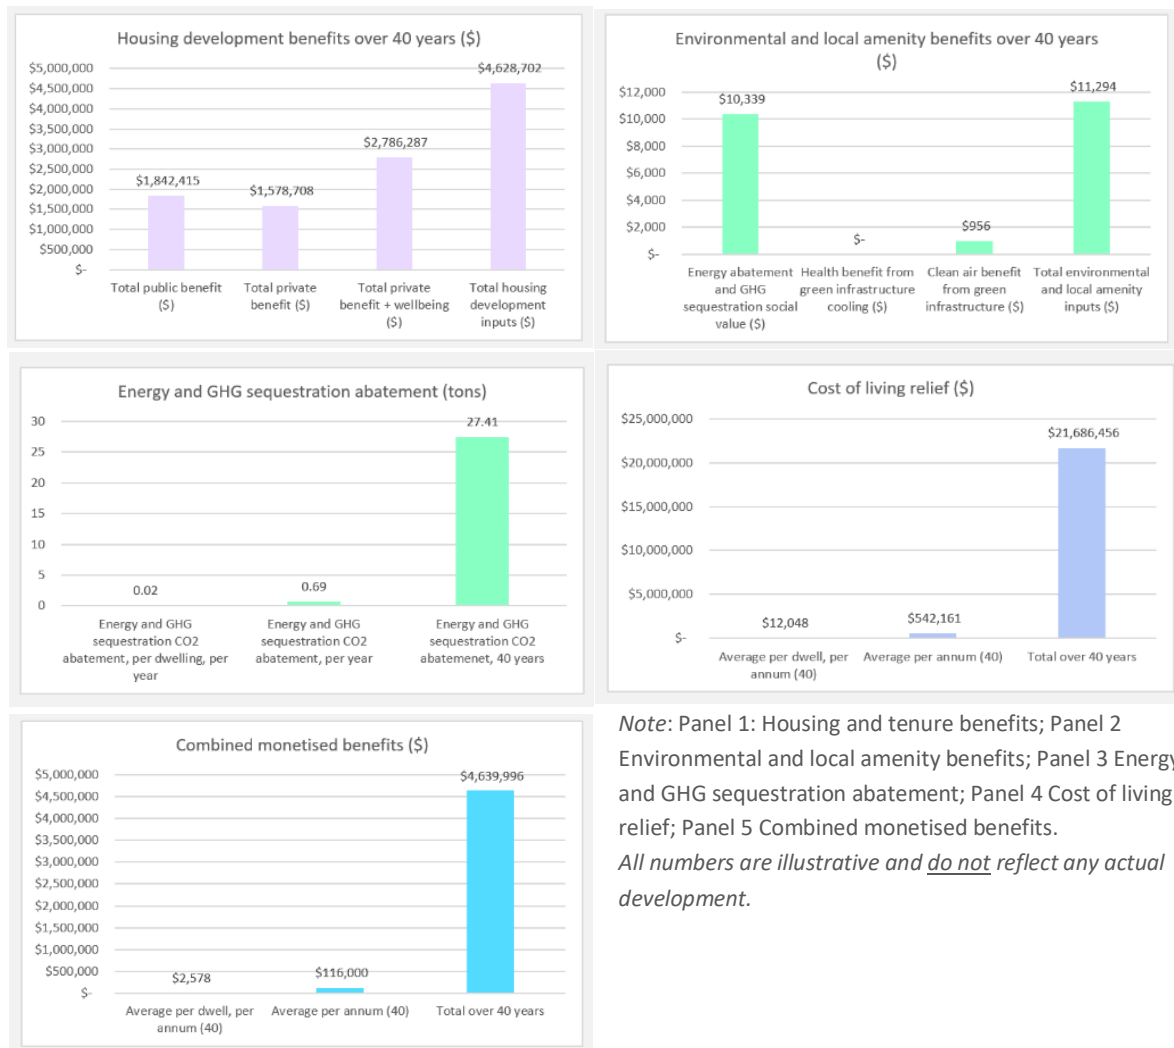 Housing development benefits over 40 years ($)
$5,000,000
$4,500,000
$4,000,000
$3,500,000
$3,000,000
$2,500,000
$2,000,000
$1,500,000
$1,000,000
$500,000
$-
$1,842,415
$1,578,708
$2,786,287
$4,628,702
Total public benefit
($)
Total private
benefit ($)
Total private
benefit + wellbeing
($)
Total housing
development
inputs ($)
Environmental and local amenity benefits over 40 years
($)
$12,000
$10,000
$8,000
$6,000
$4,000
$2,000
$-
$10,339
$-
$956
$11,294
Energy abatement
and GHG
sequestration social
value ($)
Health benefit from
green infrastructure
cooling ($)
Clean air benefit
from green
infrastructure ($)
Total environmental
and local amenity
inputs ($)
Energy and GHG sequestration abatement (tons)
30
25
20
15
10
5
0
0.02
0.69
27.41
Energy and GHG
sequestration CO2
abatement, per dwelling, per
year
Energy and GHG
sequestration CO2
abatement, per year
Energy and GHG
sequestration CO2
abatemenet, 40 years
Cost of living relief ($)
$25,000,000
$20,000,000
$15,000,000
$10,000,000
$5,000,000
$-
$12,048
$542,161
$21,686,456
Average per dwell, per
annum (40)
Average per annum (40)
Total over 40 years
Combined monetised benefits ($)
$5,000,000
$4,500,000
$4,000,000
$3,500,000
$3,000,000
$2,500,000
$2,000,000
$1,500,000
$1,000,000
$500,000
$-
$2,578
$116,000
$4,639,996
Average per dwell, per
annum (40)
Average per annum (40)
Total over 40 years
Note: Panel 1: Housing and tenure benefits; Panel 2
Environmental and local amenity benefits; Panel 3 Energy
and GHG sequestration abatement; Panel 4 Cost of living
relief; Panel 5 Combined monetised benefits.
All numbers are illustrative and do not reflect any actual
development.